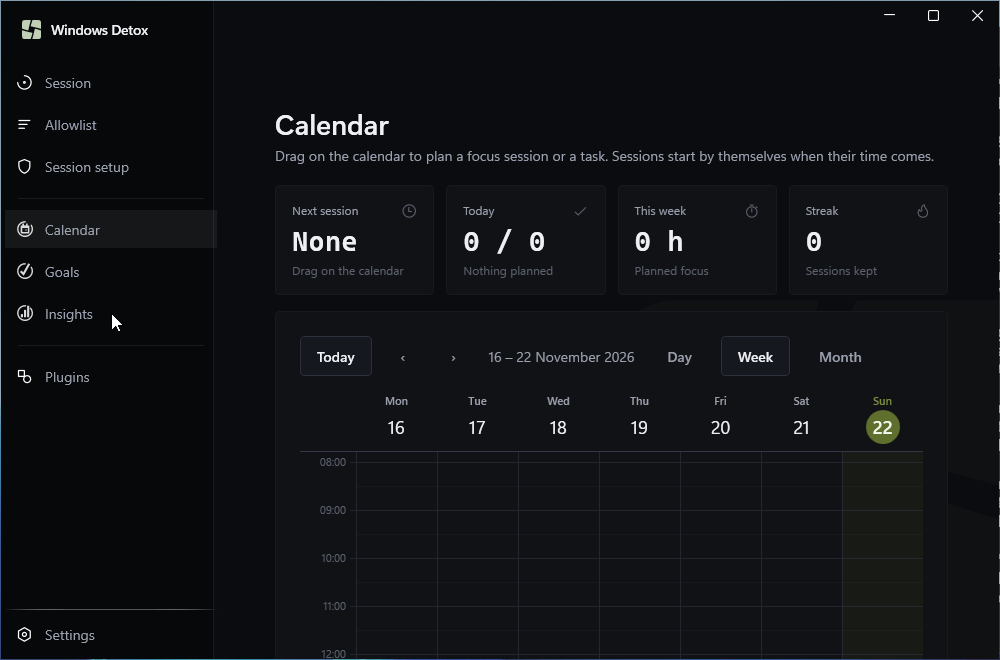 Windows Detox
Session
Allowlist
Session setup
Calendar
Goals
Insights
Plugins
Settings
Calendar
Drag on the calendar to plan a focus session or a task. Sessions start by themselves when their time comes.
Next session
None
Drag on the calendar
Today
0 / 0
Nothing planned
This week
0 h
Planned focus
Streak
0
Sessions kept
Today ‹ › 16 – 22 November 2026 Day Week Month
Mon Tue Wed Thu Fri Sat Sun
16 17 18 19 20 21 22
08:00
09:00
10:00
11:00
12:00